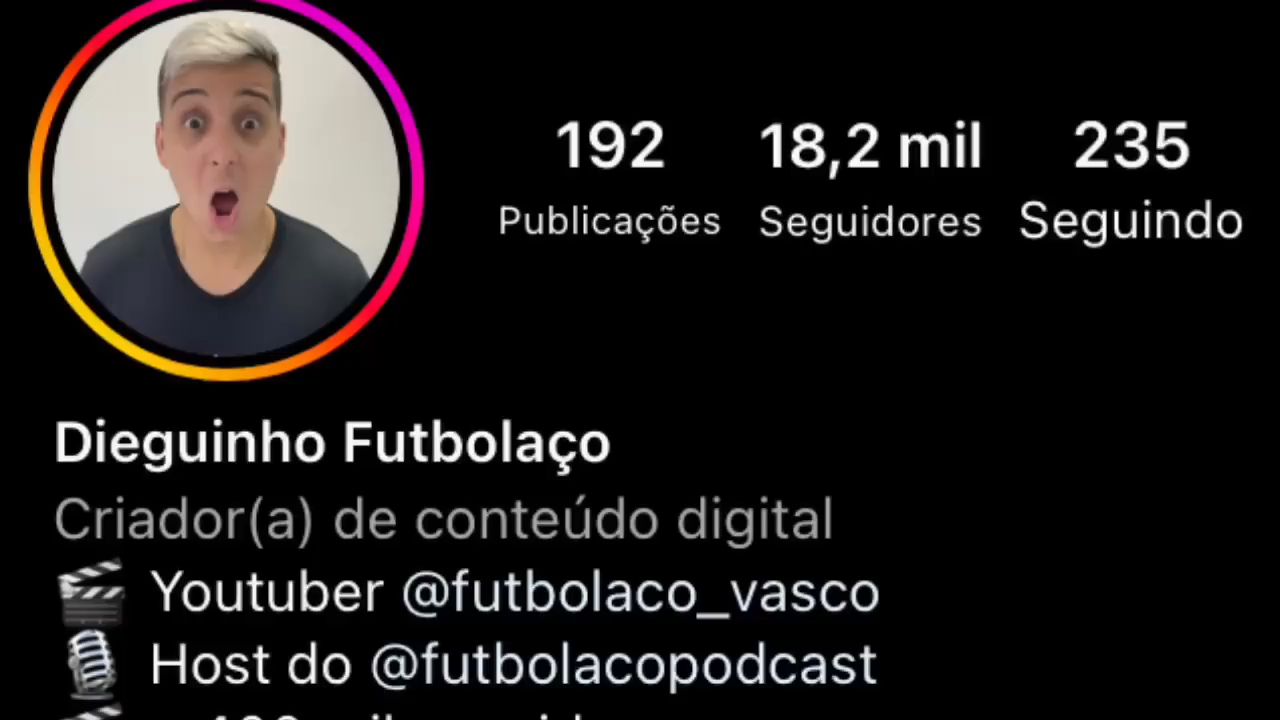 192 18,2 mil 235
Publicações Seguidores Seguindo
Dieguinho Futbolaço
Criador(a) de conteúdo digital
Youtuber @futbolaco_vasco
Host do @futbolacopodcast